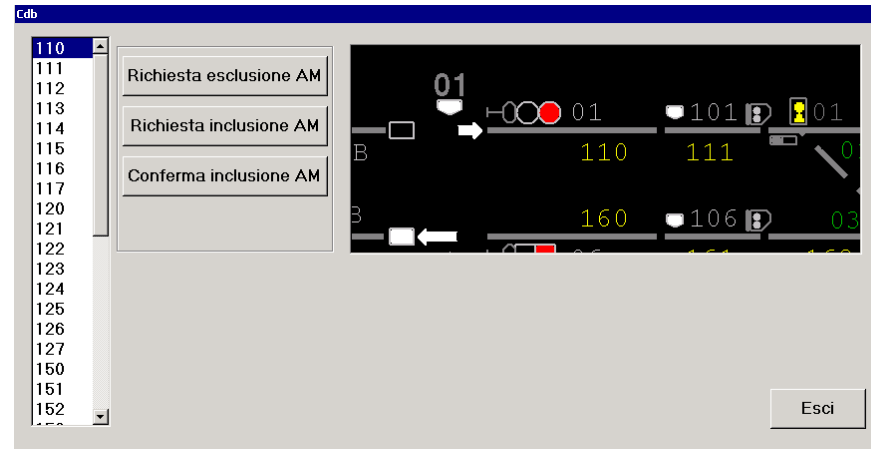 Cdb
110
111
112
113
114
115
116
117
120
121
122
123
124
125
126
127
150
151
152
Richiesta esclusione AM
Richiesta inclusione AM
Conferma inclusione AM
01
01 101 01
B 110 111
160 106 03
Esci